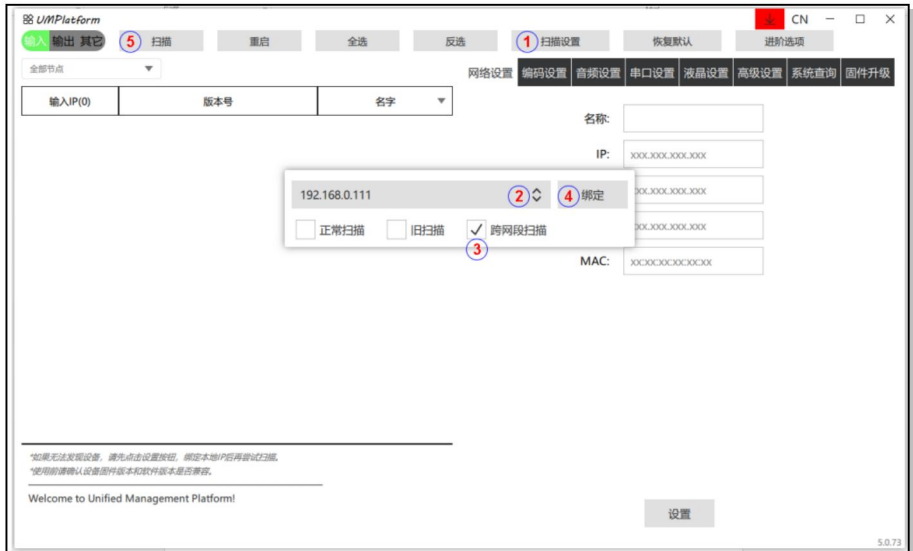 UMPlatform
CN
输入 输出 其它 ⑤ 扫描 重启 全选 反选 ① 扫描设置 恢复默认 进阶选项
全部节点
网络设置 编码设置 音频设置 串口设置 液晶设置 高级设置 系统查询 固件升级
输入IP(0) 版本号 名字
名称:
IP: xxx.xxx.xxx.xxx
192.168.0.111 ② ④ 绑定
xx.xxx.xxx.xxx
正常扫描 旧扫描 跨网段扫描
xx.xxx.xxx.xxx
③
MAC: xx:xx:xx:xx:xx:xx
*如果无法发现设备，请先点击设置按钮，绑定本地IP后再尝试扫描。
*使用前请确认设备固件版本和软件版本是否兼容。
Welcome to Unified Management Platform!
设置
5.0.73